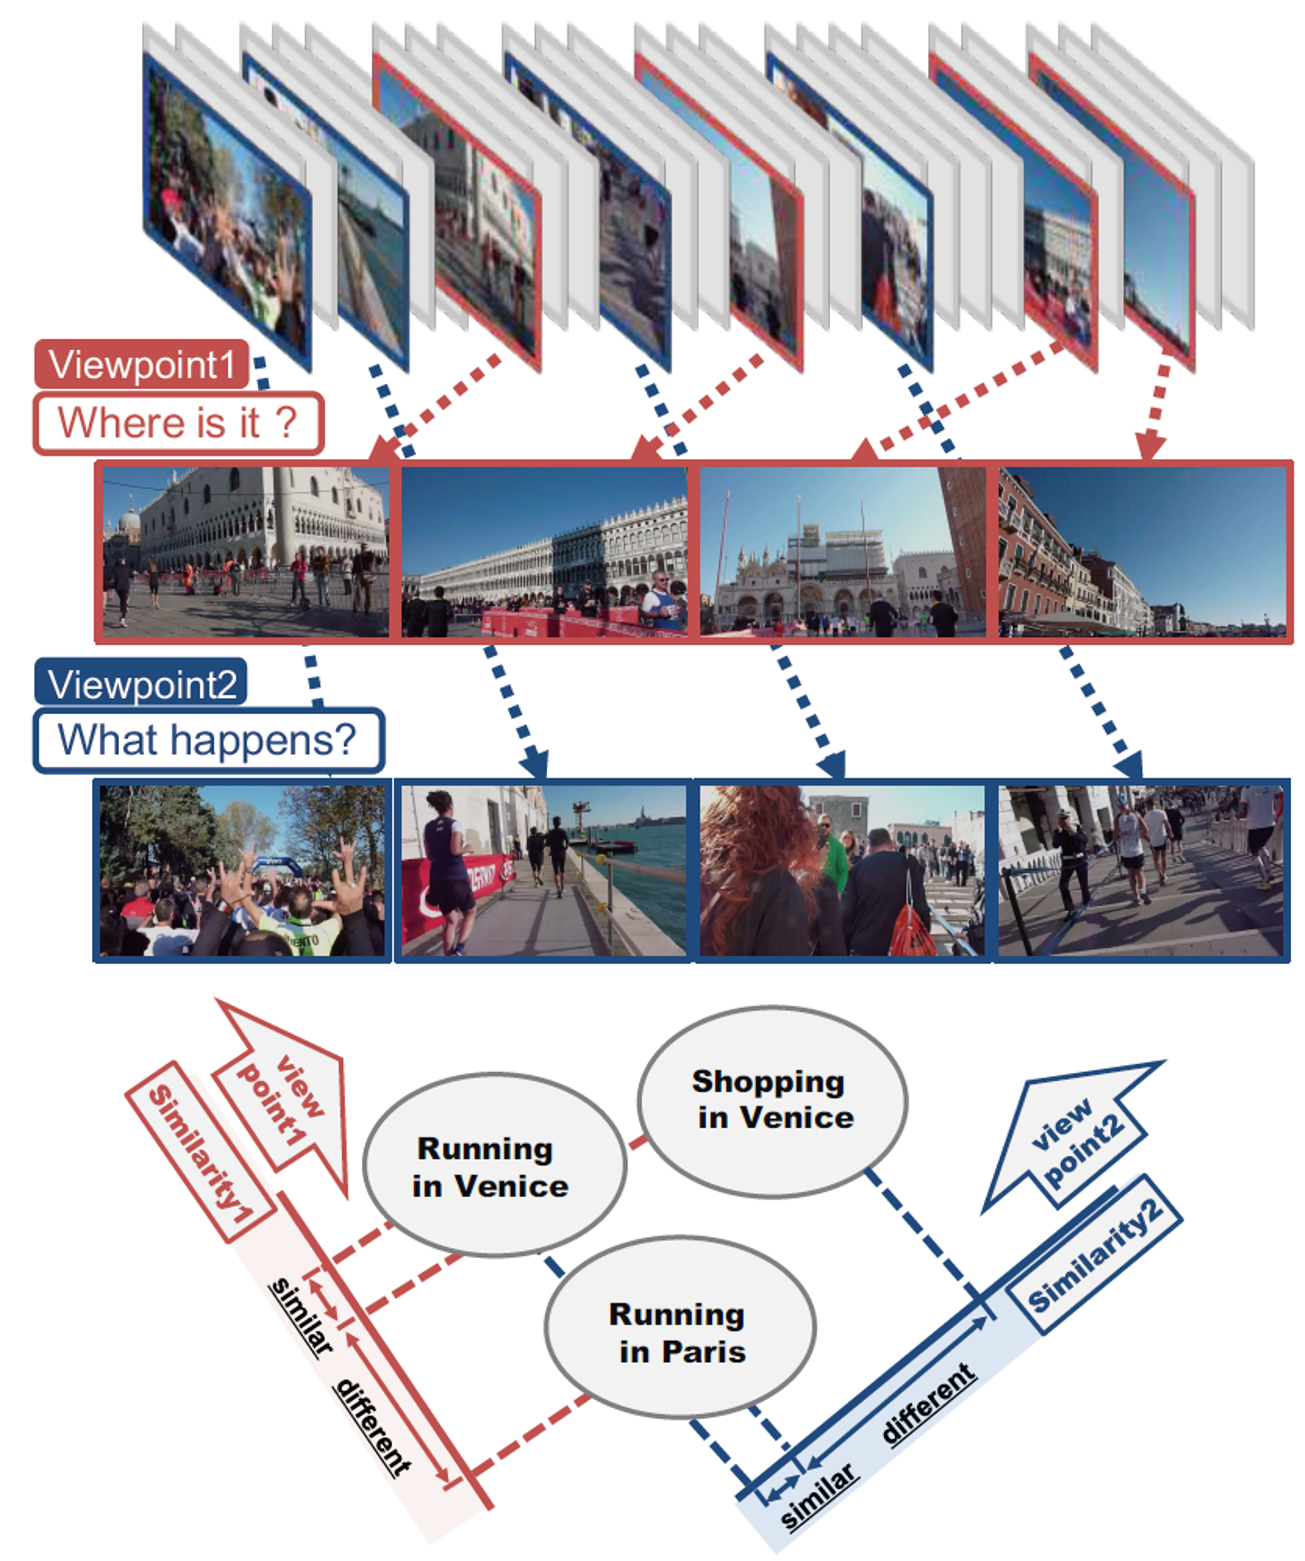 Viewpoint1
Where is it ?
Viewpoint2
What happens?
ENTO
view
point1
Similarity1
Running
in Venice
Shopping
in Venice
Running
in Paris
view
point2
Similarity2
similar
different
different
similar